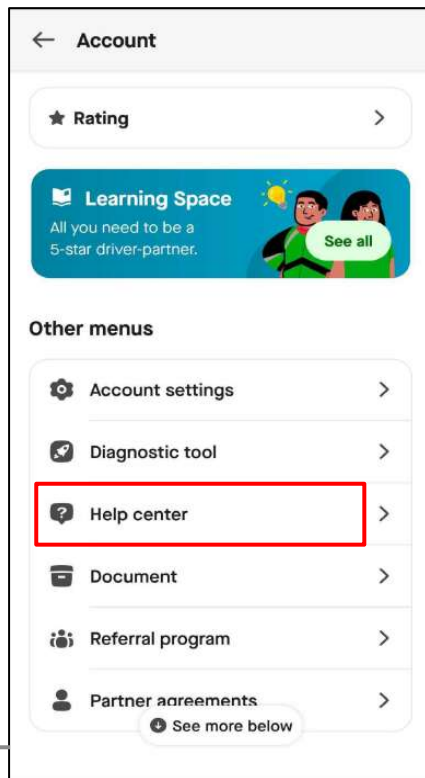 Account
Rating
Learning Space
All you need to be a
5-star driver-partner.
See all
Other menus
Account settings
Diagnostic tool
Help center
Document
Referral program
Partner agreements
See more below